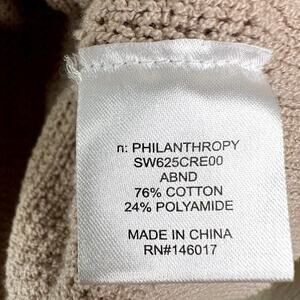 n: PHILANTHROPY
SW625CRE00
ABND
76% COTTON
24% POLYAMIDE
MADE IN CHINA
RN#146017